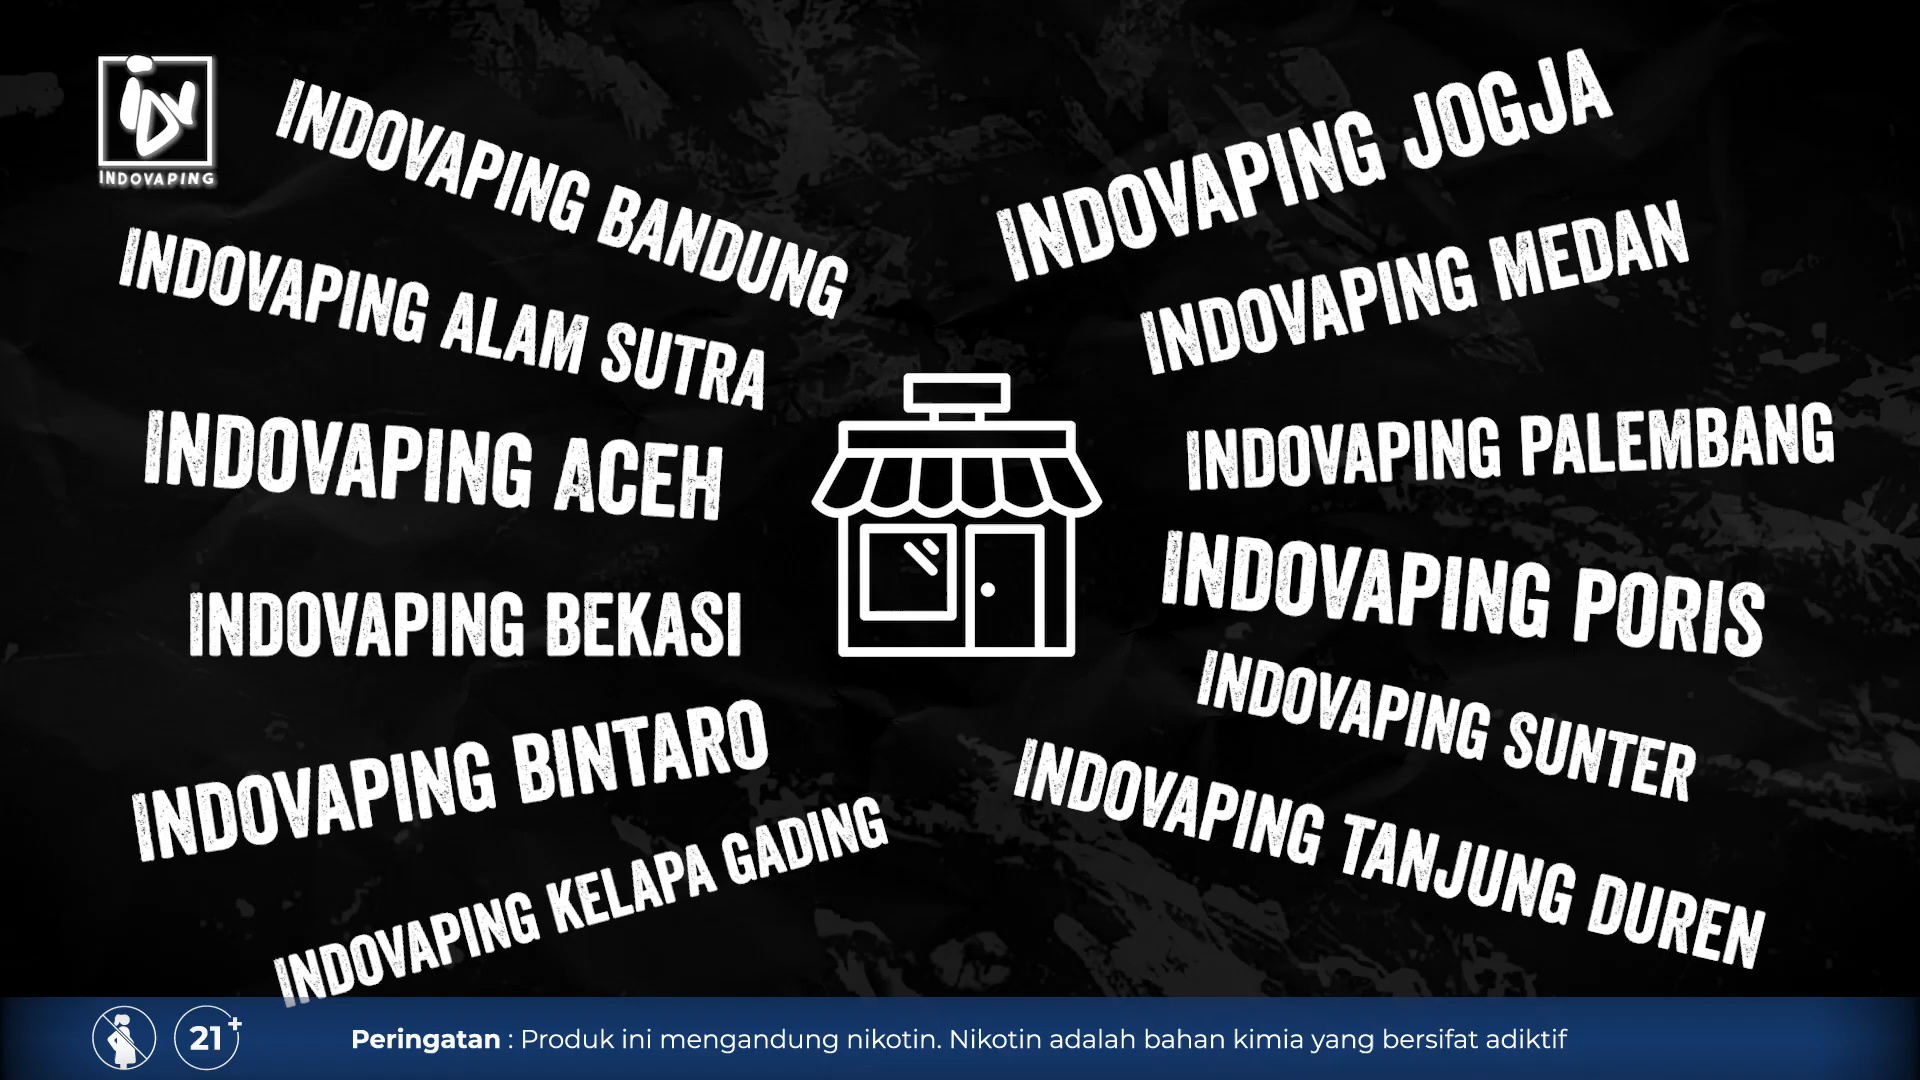 INDOVAPING
INDOVAPING BANDUNG
INDOVAPING ALAM SUTRA
INDOVAPING ACEH
INDOVAPING BEKASI
INDOVAPING BINTARO
INDOVAPING KELAPA GADING
INDOVAPING JOGJA
INDOVAPING MEDAN
INDOVAPING PALEMBANG
INDOVAPING PORIS
INDOVAPING SUNTER
INDOVAPING TANJUNG DUREN
21+
Peringatan : Produk ini mengandung nikotin. Nikotin adalah bahan kimia yang bersifat adiktif